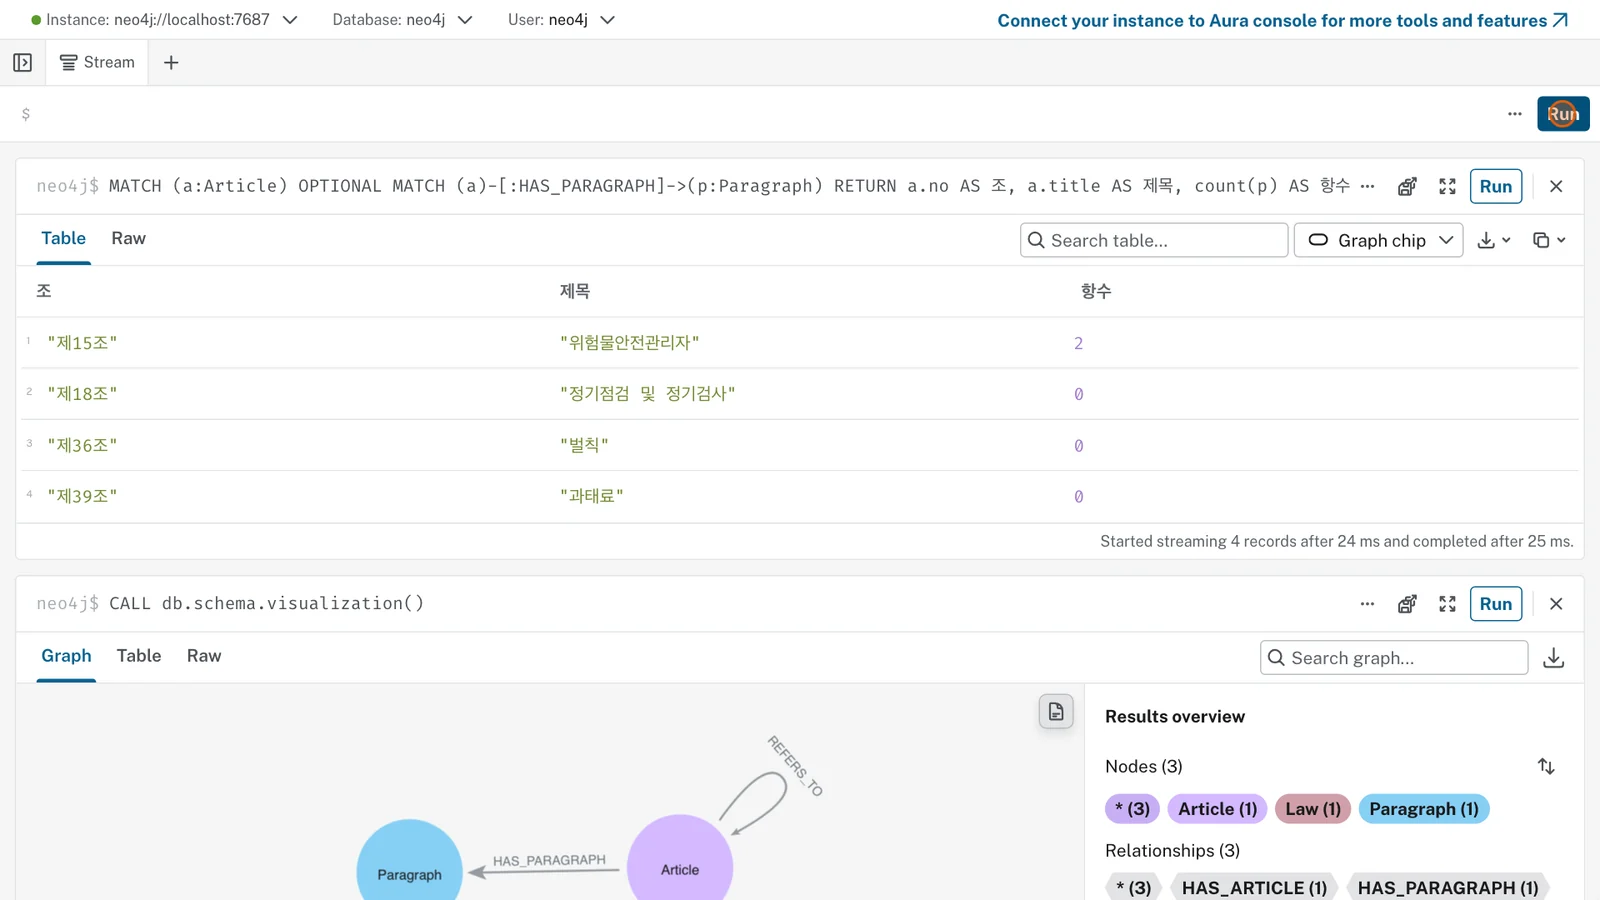 Instance: neo4j://localhost:7687 Database: neo4j User: neo4j Connect your instance to Aura console for more tools and features
Stream
$ Run
neo4j$ MATCH (a:Article) OPTIONAL MATCH (a)-[:HAS_PARAGRAPH]->(p:Paragraph) RETURN a.no AS 조, a.title AS 제목, count(p) AS 항수 Run
Table Raw Search table... Graph chip
조 제목 항수
1 "제15조" "위험물안전관리자" 2
2 "제18조" "정기점검 및 정기검사" 0
3 "제36조" "벌칙" 0
4 "제39조" "과태료" 0
Started streaming 4 records after 24 ms and completed after 25 ms.
neo4j$ CALL db.schema.visualization() Run
Graph Table Raw Search graph...
Results overview
REFERS_TO
Nodes (3)
* (3) Article (1) Law (1) Paragraph (1)
Relationships (3)
HAS_PARAGRAPH
Paragraph Article
* (3) HAS_ARTICLE (1) HAS_PARAGRAPH (1)